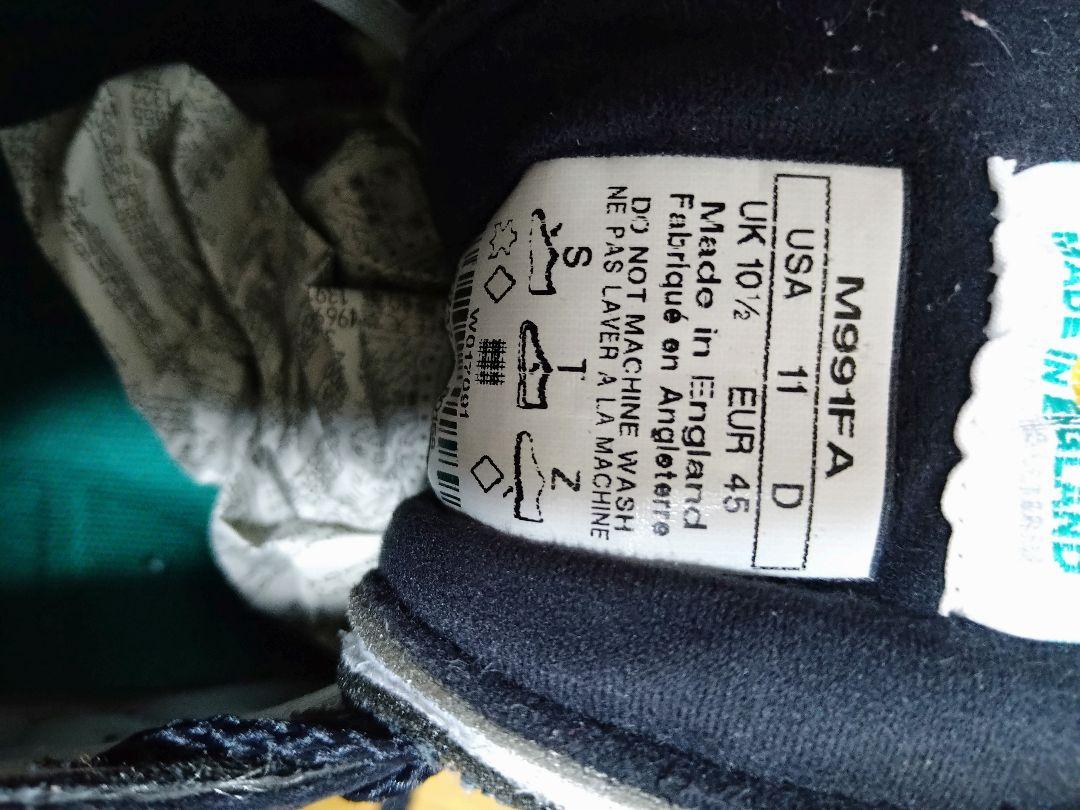 M991FA
USA 11 D
UK 10½ EUR 45
Made in England
Fabriqué en Angleterre
DO NOT MACHINE WASH
NE PAS LAVER A LA MACHINE
S T Z
MADE IN ENGLAND